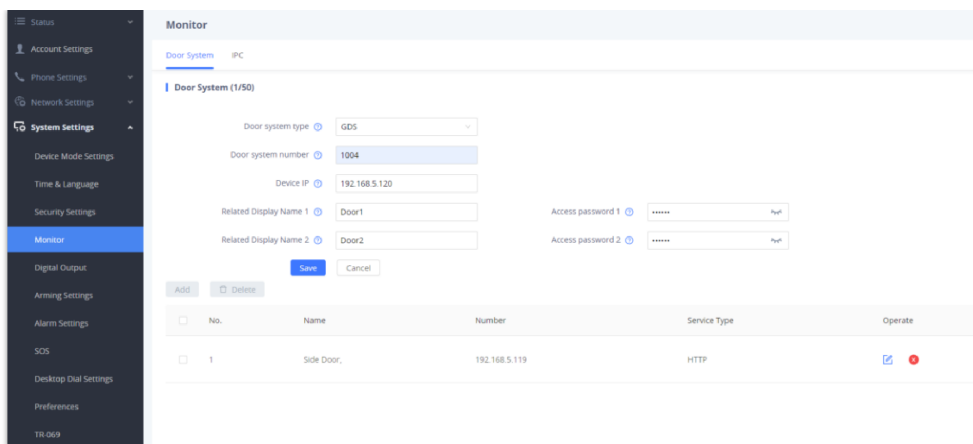 Status
Account Settings
Phone Settings
Network Settings
System Settings
Device Mode Settings
Time & Language
Security Settings
Monitor
Digital Output
Arming Settings
Alarm Settings
SOS
Desktop Dial Settings
Preferences
TR-069
Monitor
Door System IPC
Door System (1/50)
Door system type GDS
Door system number 1004
Device IP 192.168.5.120
Related Display Name 1 Door1 Access password 1 ••••••
Related Display Name 2 Door2 Access password 2 ••••••
Save Cancel
Add Delete
No. Name Number Service Type Operate
1 Side Door, 192.168.5.119 HTTP